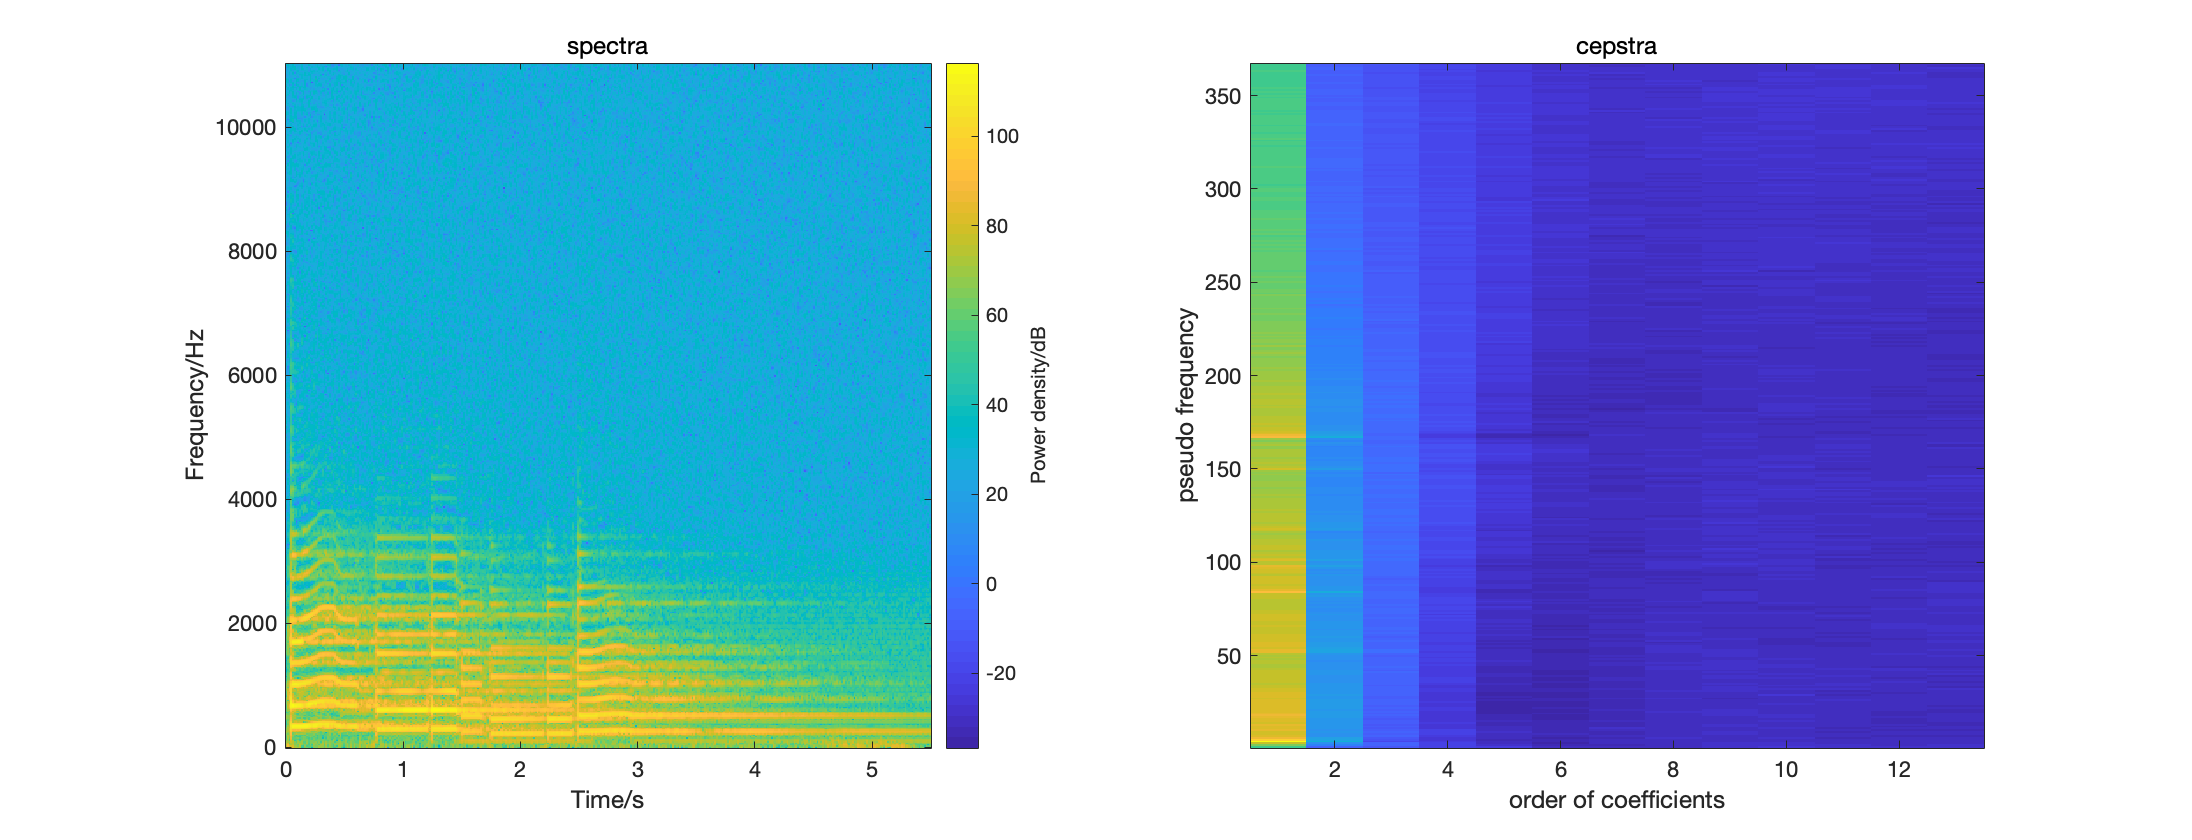 spectra
10000
8000
6000
4000
2000
0
Frequency/Hz
0 1 2 3 4 5
Time/s
100
80
60
40
20
0
-20
Power density/dB
cepstra
350
300
250
200
150
100
50
pseudo frequency
2 4 6 8 10 12
order of coefficients